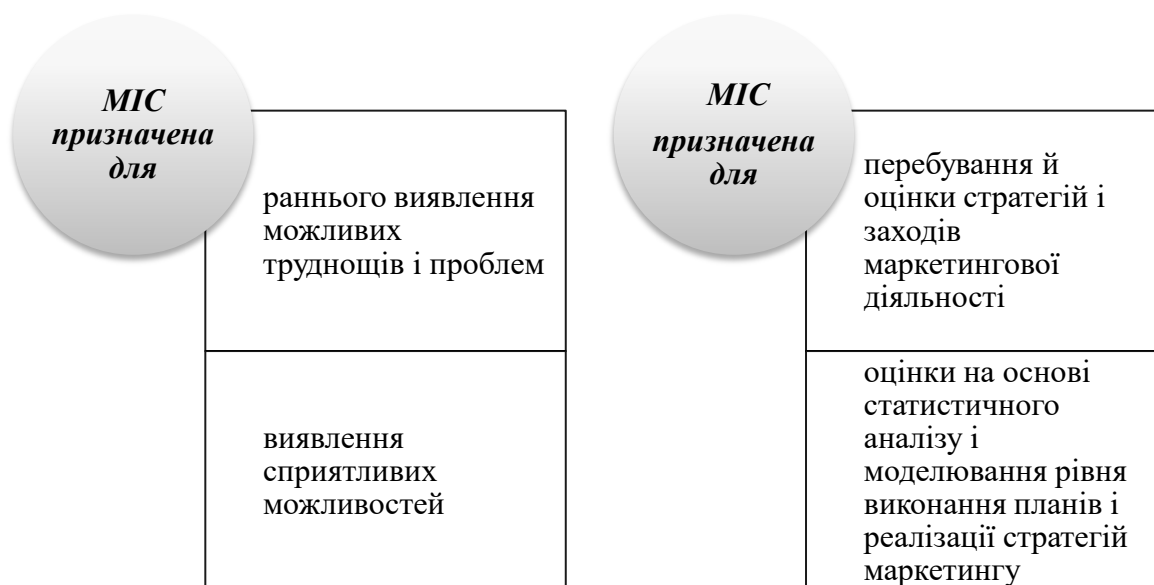 МІС
призначена
для
раннього виявлення
можливих
труднощів і проблем
виявлення
сприятливих
можливостей
МІС
призначена
для
перебування й
оцінки стратегій і
заходів
маркетингової
діяльності
оцінки на основі
статистичного
аналізу і
моделювання рівня
виконання планів і
реалізації стратегій
маркетингу